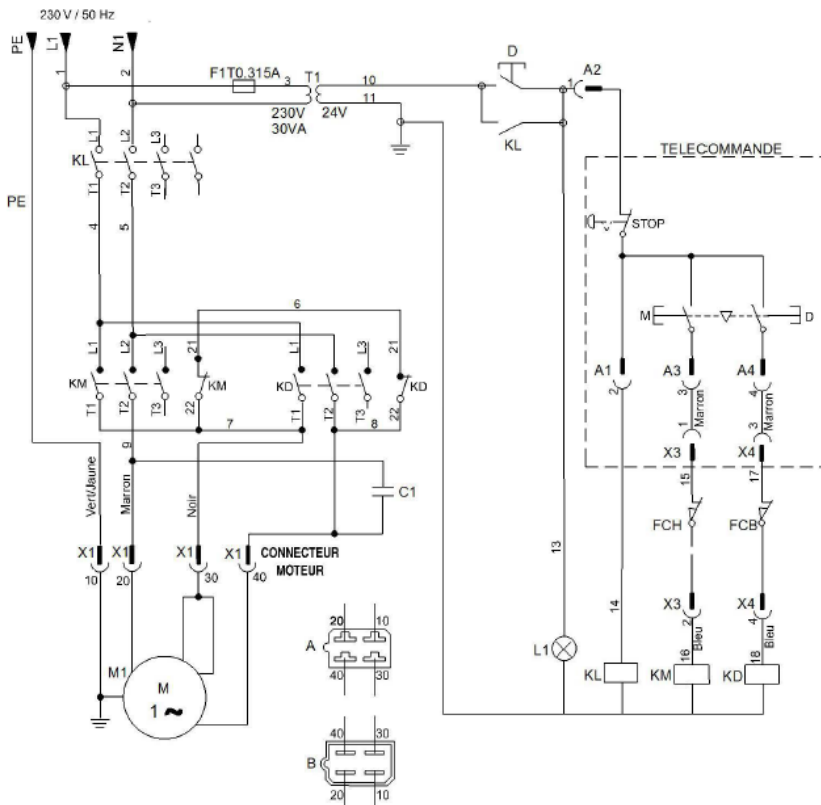 230 V / 50 Hz
PE
L1
N1
D
A2
1
2
F1T0.315A
3
T1
10
11
1
230V
24V
30VA
KL
L1
L2
L3
KL
T1
T2
T3
TELECOMMANDE
STOP
PE
4
5
6
M
D
L1
L2
L3
21
L1
L3
21
KM
KM
KD
KD
T1
T2
T3
22
T1
T2
T3
22
7
8
9
A1
2
A3
3
A4
4
Marron
Marron
1
3
X3
X4
15
17
C1
Vert/Jaune
Marron
Noir
FCH
FCB
X1
X1
X1
X1
CONNECTEUR
MOTEUR
10
20
30
40
13
14
X3
2
X4
4
Bleu
Bleu
16
18
20
10
A
40
30
L1
KL
KM
KD
M1
M
1 ~
40
30
B
20
10